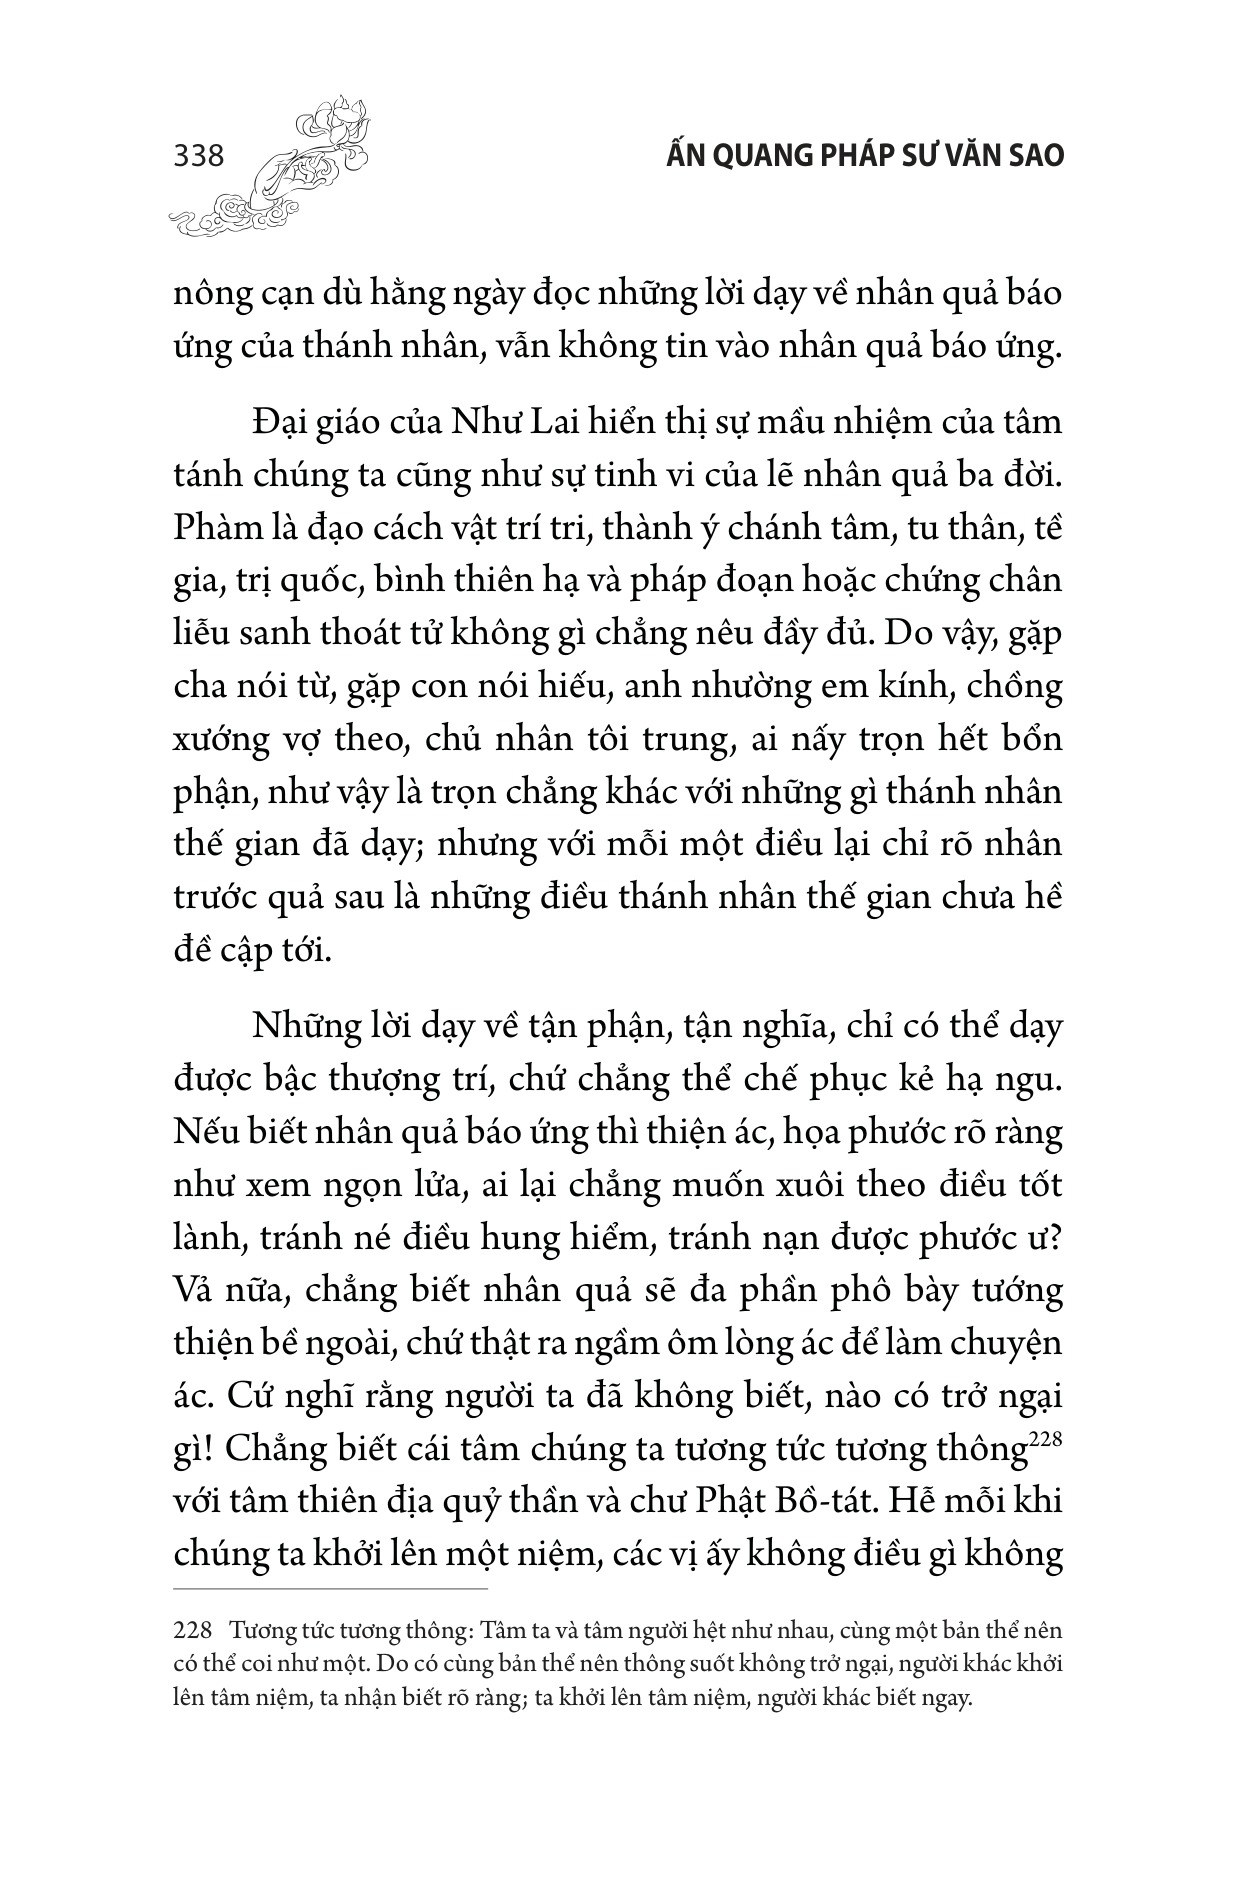 338
ẤN QUANG PHÁP SƯ VĂN SAO
nông cạn dù hằng ngày đọc những lời dạy về nhân quả báo
ứng của thánh nhân, vẫn không tin vào nhân quả báo ứng.
Đại giáo của Như Lai hiển thị sự mầu nhiệm của tâm
tánh chúng ta cũng như sự tinh vi của lẽ nhân quả ba đời.
Phàm là đạo cách vật trí tri, thành ý chánh tâm, tu thân, tề
gia, trị quốc, bình thiên hạ và pháp đoạn hoặc chứng chân
liễu sanh thoát tử không gì chẳng nêu đầy đủ. Do vậy, gặp
cha nói từ, gặp con nói hiếu, anh nhường em kính, chồng
xướng vợ theo, chủ nhân tôi trung, ai nấy trọn hết bổn
phận, như vậy là trọn chẳng khác với những gì thánh nhân
thế gian đã dạy; nhưng với mỗi một điều lại chỉ rõ nhân
trước quả sau là những điều thánh nhân thế gian chưa hề
đề cập tới.
Những lời dạy về tận phận, tận nghĩa, chỉ có thể dạy
được bậc thượng trí, chứ chẳng thể chế phục kẻ hạ ngu.
Nếu biết nhân quả báo ứng thì thiện ác, họa phước rõ ràng
như xem ngọn lửa, ai lại chẳng muốn xuôi theo điều tốt
lành, tránh né điều hung hiểm, tránh nạn được phước ư?
Vả nữa, chẳng biết nhân quả sẽ đa phần phô bày tướng
thiện bề ngoài, chứ thật ra ngầm ôm lòng ác để làm chuyện
ác. Cứ nghĩ rằng người ta đã không biết, nào có trở ngại
gì! Chẳng biết cái tâm chúng ta tương tức tương thông228
với tâm thiên địa quỷ thần và chư Phật Bồ-tát. Hễ mỗi khi
chúng ta khởi lên một niệm, các vị ấy không điều gì không
228 Tương tức tương thông: Tâm ta và tâm người hệt như nhau, cùng một bản thể nên
có thể coi như một. Do có cùng bản thể nên thông suốt không trở ngại, người khác khởi
lên tâm niệm, ta nhận biết rõ ràng; ta khởi lên tâm niệm, người khác biết ngay.